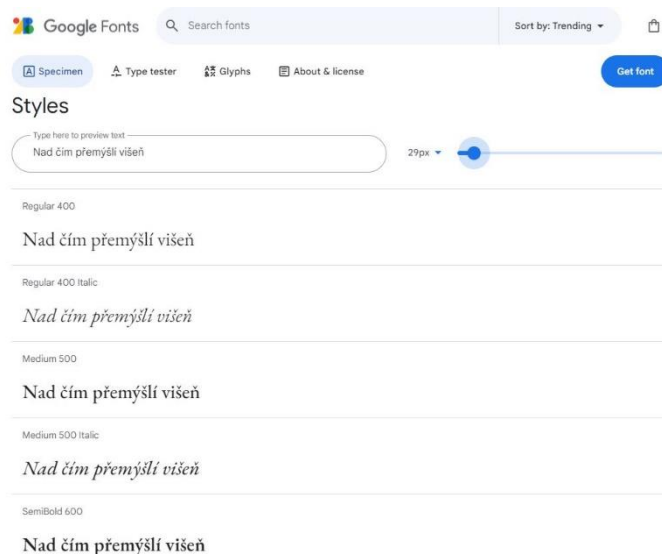 Google Fonts
Search fonts
Sort by: Trending
Specimen
Type tester
Glyphs
About & license
Get font
Styles
Type here to preview text
Nad čím přemýšlí višeň
29px
Regular 400
Nad čím přemýšlí višeň
Regular 400 Italic
Nad čím přemýšlí višeň
Medium 500
Nad čím přemýšlí višeň
Medium 500 Italic
Nad čím přemýšlí višeň
SemiBold 600
Nad čím přemýšlí višeň